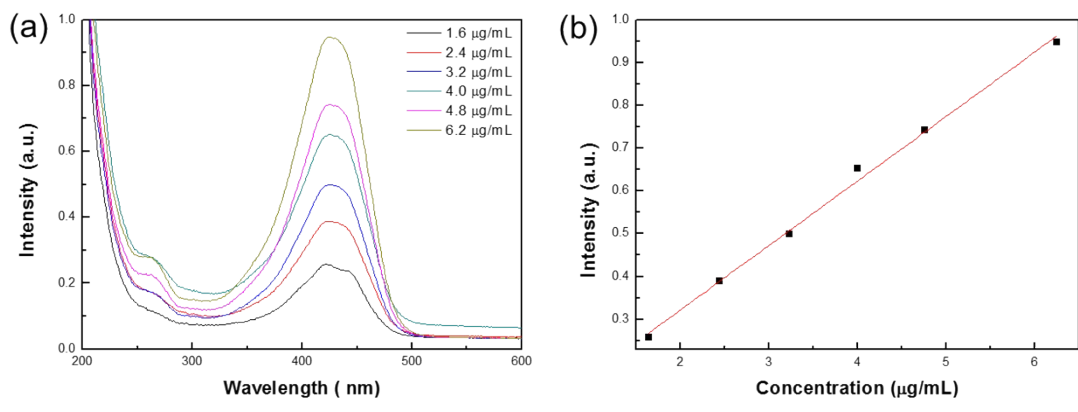 (a)
1.0
0.8
0.6
0.4
0.2
0.0
Intensity (a.u.)
200
300
400
500
600
Wavelength ( nm)
1.6 μg/mL
2.4 μg/mL
3.2 μg/mL
4.0 μg/mL
4.8 μg/mL
6.2 μg/mL
(b)
1.0
0.9
0.8
0.7
0.6
0.5
0.4
0.3
Intensity (a.u.)
2
3
4
5
6
Concentration (μg/mL)